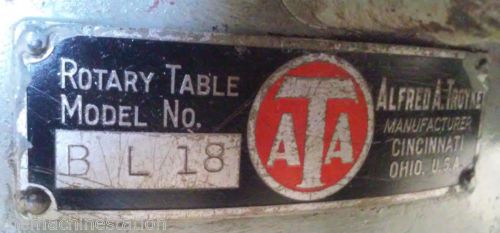 ROTARY TABLE
MODEL NO.
B L 18
ATA
ALFRED A. TROYKE
MANUFACTURER
CINCINNATI
OHIO, U.S.A.